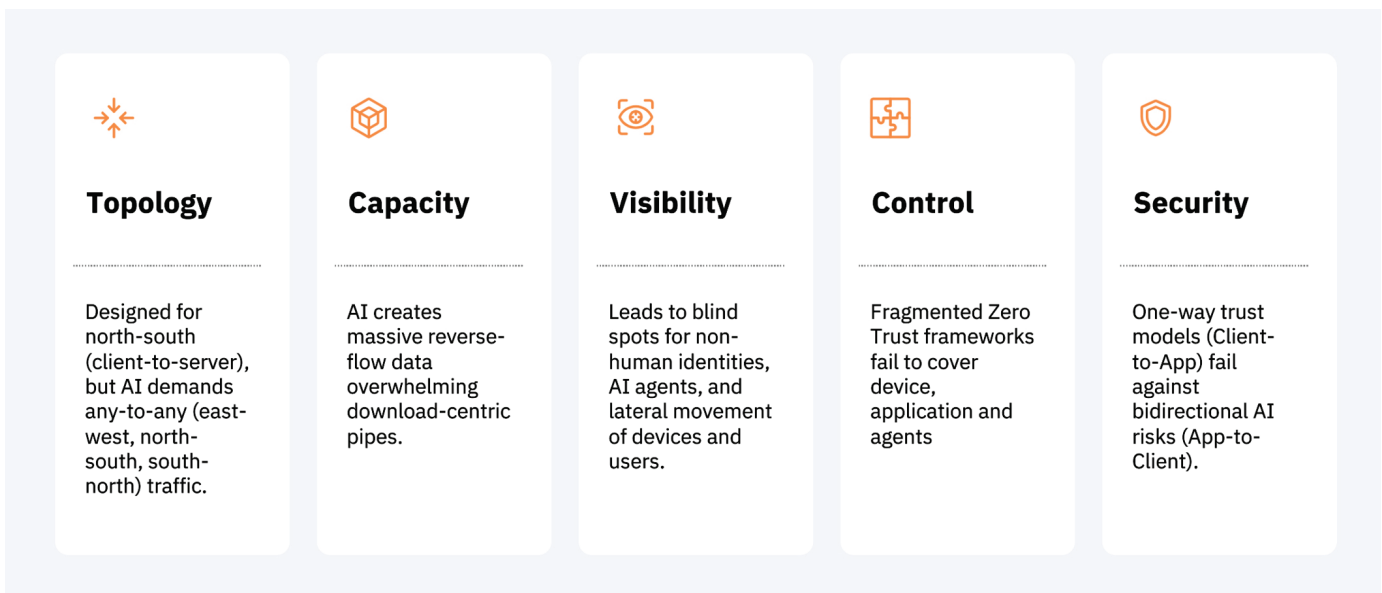 Topology
Designed for
north-south
(client-to-server),
but AI demands
any-to-any (east-
west, north-
south, south-
north) traffic.
Capacity
AI creates
massive reverse-
flow data
overwhelming
download-centric
pipes.
Visibility
Leads to blind
spots for non-
human identities,
AI agents, and
lateral movement
of devices and
users.
Control
Fragmented Zero
Trust frameworks
fail to cover
device,
application and
agents
Security
One-way trust
models (Client-
to-App) fail
against
bidirectional AI
risks (App-to-
Client).